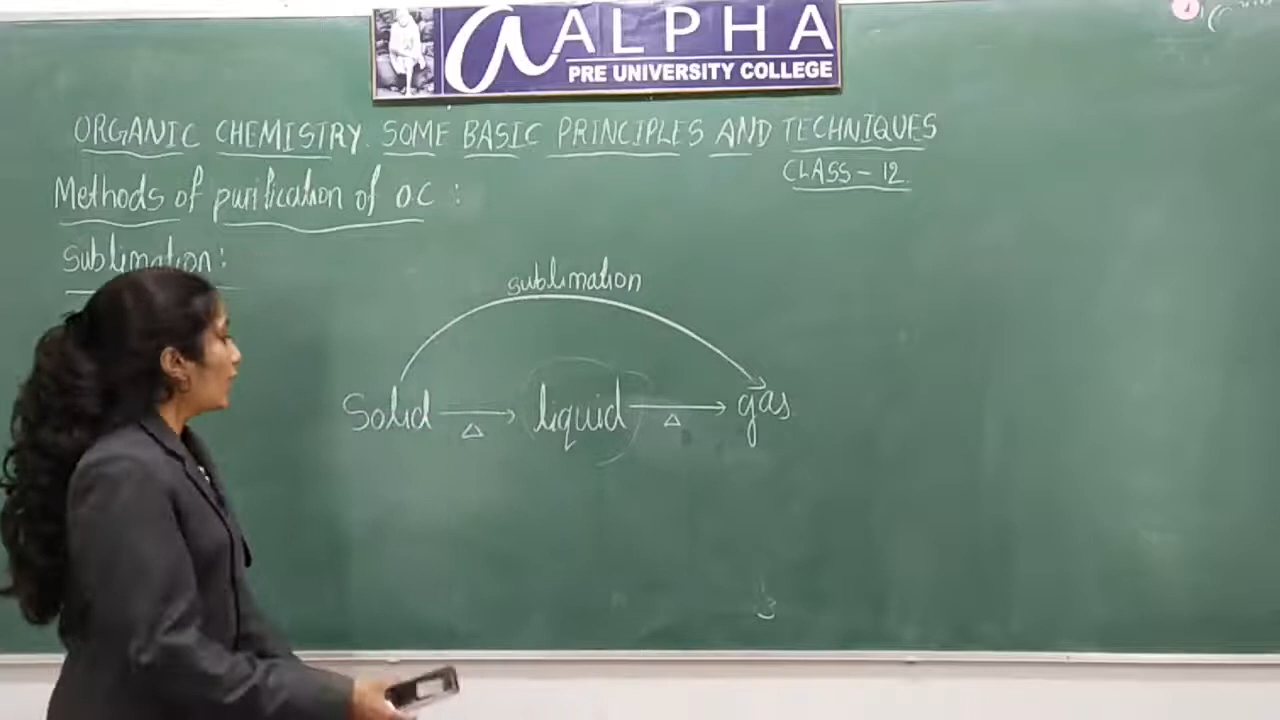 a ALPHA
PRE UNIVERSITY COLLEGE
ORGANIC CHEMISTRY. SOME BASIC PRINCIPLES AND TECHNIQUES
CLASS - 12
Methods of purification of OC :
Sublimation :
sublimation
Solid → liquid → gas
Δ Δ